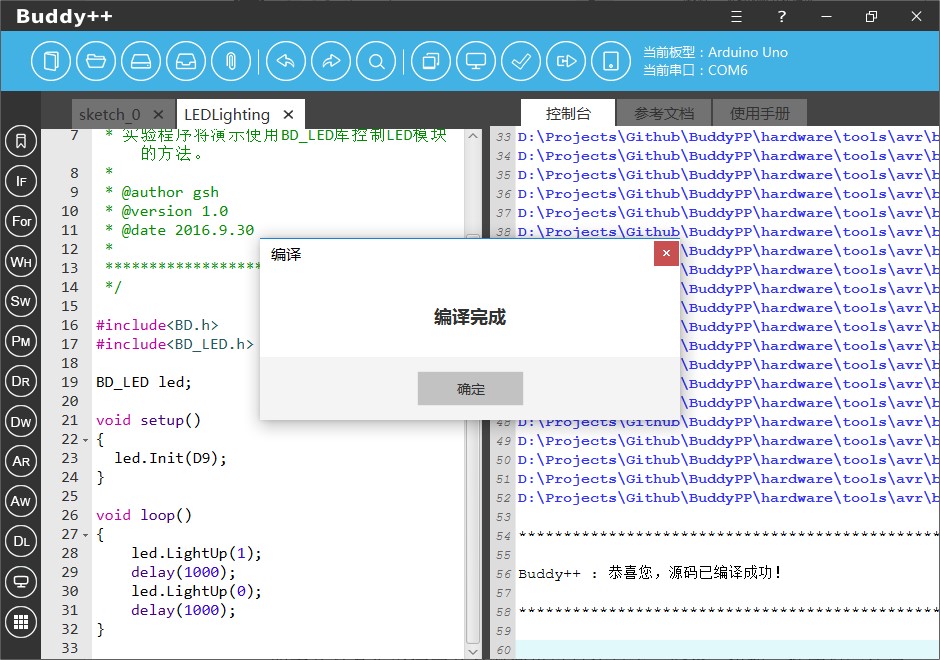 Buddy++
?
当前板型：Arduino Uno
当前串口：COM6
sketch_0
LEDLighting
控制台
参考文档
使用手册
IF
For
WH
SW
PM
DR
DW
AR
AW
DL
7 * 实验程序将演示使用BD_LED库控制LED模块
的方法。
8 *
9 * @author gsh
10 * @version 1.0
11 * @date 2016.9.30
12 *
13 ******************
14 */
15
16 #include<BD.h>
17 #include<BD_LED.h>
18
19 BD_LED led;
20
21 void setup()
22 {
23 led.Init(D9);
24 }
25
26 void loop()
27 {
28 led.LightUp(1);
29 delay(1000);
30 led.LightUp(0);
31 delay(1000);
32 }
33
编译
编译完成
确定
33 D:\Projects\Github\BuddyPP\hardware\tools\avr\b
34 D:\Projects\Github\BuddyPP\hardware\tools\avr\b
35 D:\Projects\Github\BuddyPP\hardware\tools\avr\b
36 D:\Projects\Github\BuddyPP\hardware\tools\avr\b
37 D:\Projects\Github\BuddyPP\hardware\tools\avr\b
38 D:\Projects\Github\BuddyPP\hardware\tools\avr\b
\BuddyPP\hardware\tools\avr\b
\BuddyPP\hardware\tools\avr\b
\BuddyPP\hardware\tools\avr\b
\BuddyPP\hardware\tools\avr\b
\BuddyPP\hardware\tools\avr\b
\BuddyPP\hardware\tools\avr\b
\BuddyPP\hardware\tools\avr\b
\BuddyPP\hardware\tools\avr\b
\BuddyPP\hardware\tools\avr\b
48 D:\Projects\Github\BuddyPP\hardware\tools\avr\b
49 D:\Projects\Github\BuddyPP\hardware\tools\avr\b
50 D:\Projects\Github\BuddyPP\hardware\tools\avr\b
51 D:\Projects\Github\BuddyPP\hardware\tools\avr\b
52 D:\Projects\Github\BuddyPP\hardware\tools\avr\b
53
54 ***********************************************
55
56 Buddy++ : 恭喜您，源码已编译成功！
57
58 ***********************************************
59
60